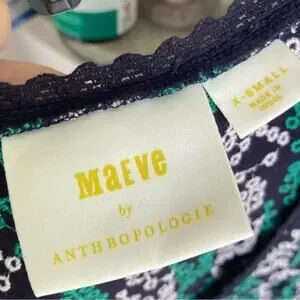 Maeve
by
ANTHROPOLOGIE
X-SMALL
MADE IN
INDIA